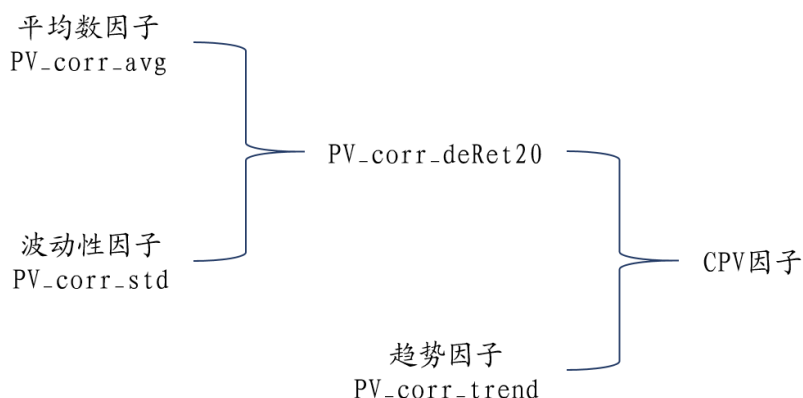 平均数因子
PV_corr_avg
PV_corr_deRet20
波动性因子
PV_corr_std
CPV因子
趋势因子
PV_corr_trend